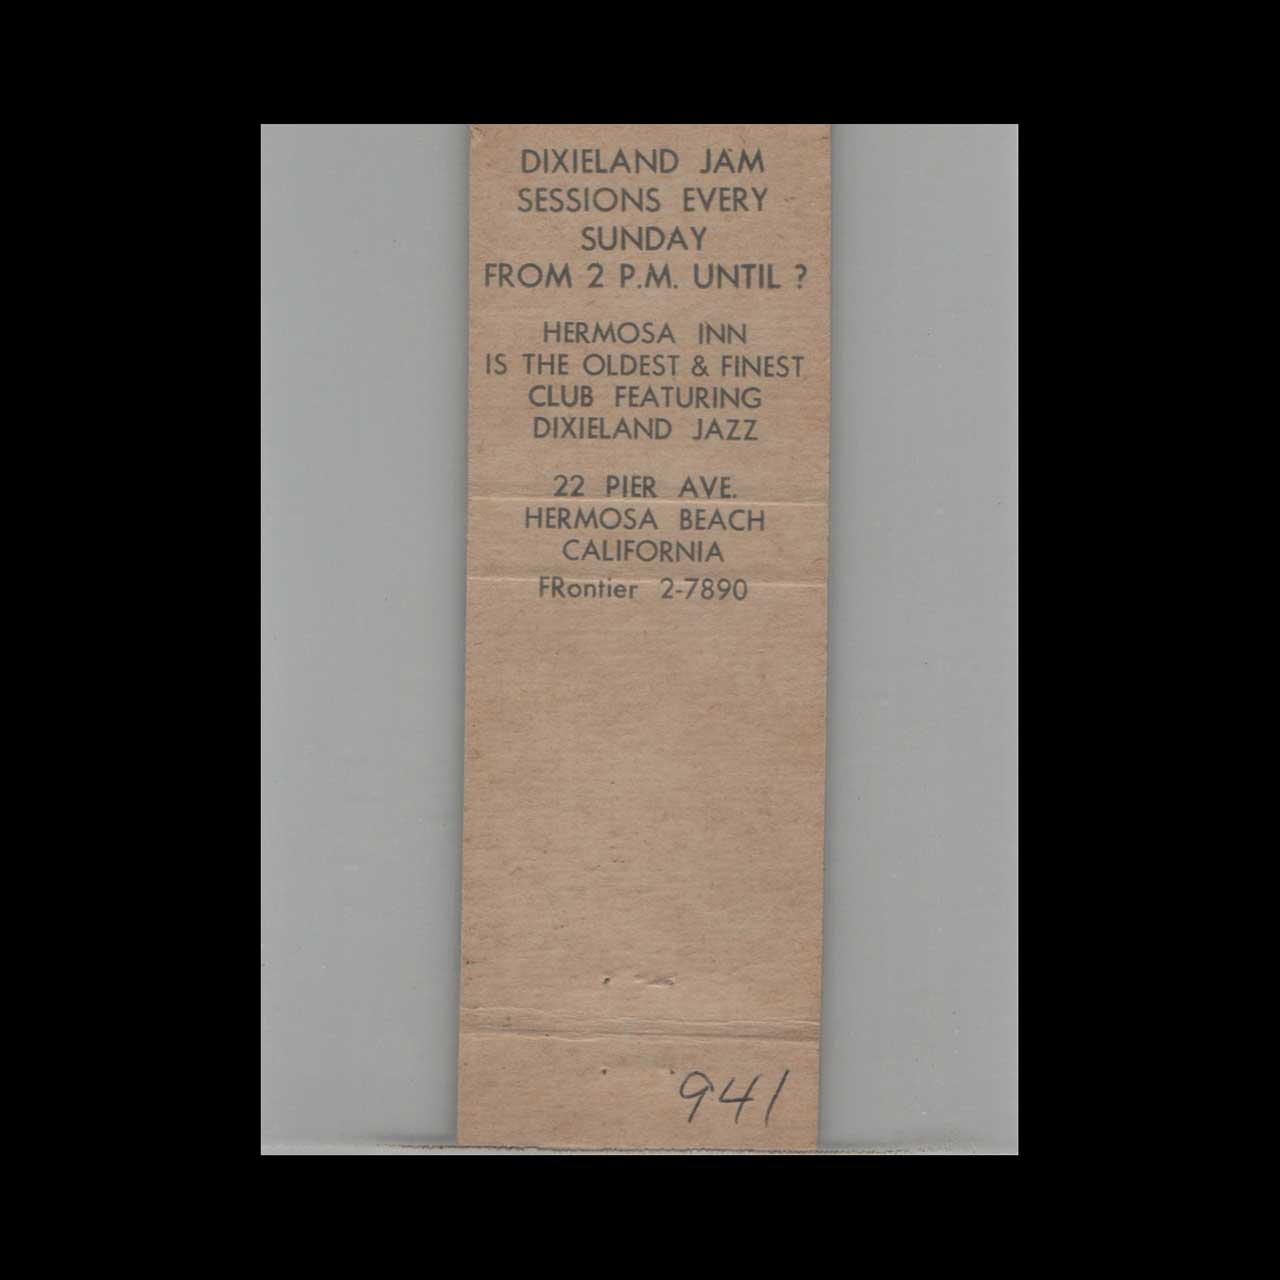 DIXIELAND JAM
SESSIONS EVERY
SUNDAY
FROM 2 P.M. UNTIL ?
HERMOSA INN
IS THE OLDEST & FINEST
CLUB FEATURING
DIXIELAND JAZZ
22 PIER AVE.
HERMOSA BEACH
CALIFORNIA
FRontier 2-7890
941